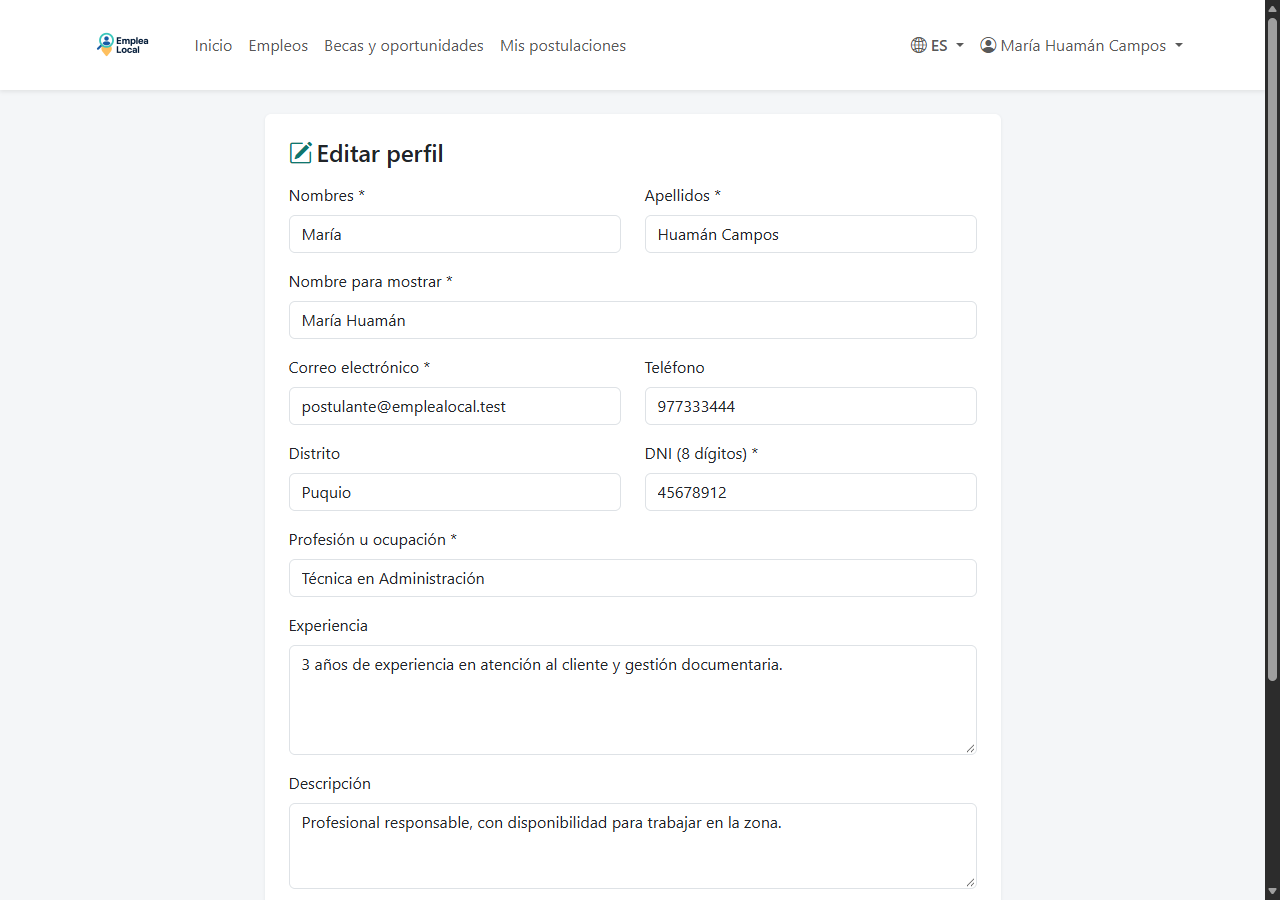 Emplea
Local
Inicio Empleos Becas y oportunidades Mis postulaciones ES María Huamán Campos
Editar perfil
Nombres * Apellidos *
María Huamán Campos
Nombre para mostrar *
María Huamán
Correo electrónico * Teléfono
postulante@emplealocal.test 977333444
Distrito DNI (8 dígitos) *
Puquio 45678912
Profesión u ocupación *
Técnica en Administración
Experiencia
3 años de experiencia en atención al cliente y gestión documentaria.
Descripción
Profesional responsable, con disponibilidad para trabajar en la zona.